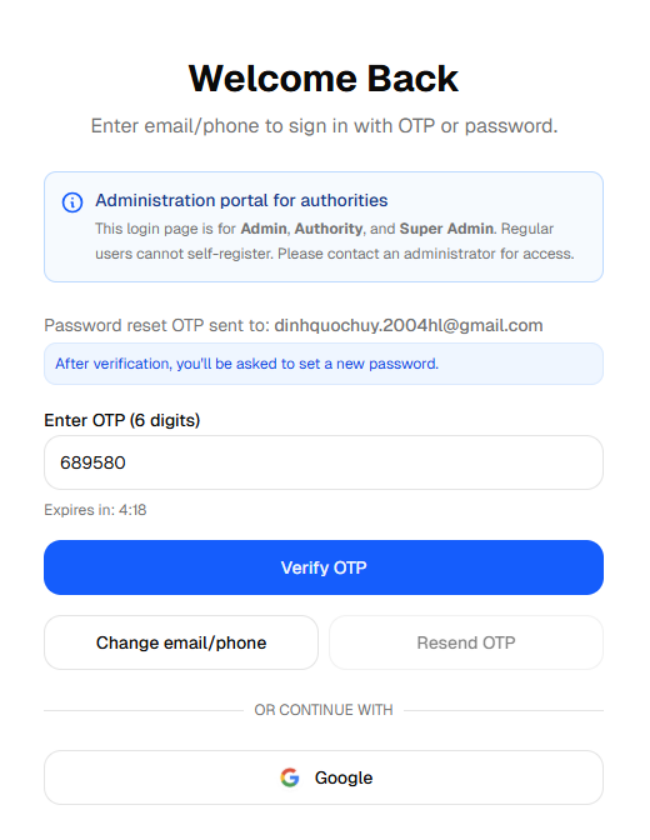 Welcome Back
Enter email/phone to sign in with OTP or password.
Administration portal for authorities
This login page is for Admin, Authority, and Super Admin. Regular
users cannot self-register. Please contact an administrator for access.
Password reset OTP sent to: dinhquochuy.2004hl@gmail.com
After verification, you'll be asked to set a new password.
Enter OTP (6 digits)
689580
Expires in: 4:18
Verify OTP
Change email/phone
Resend OTP
OR CONTINUE WITH
Google